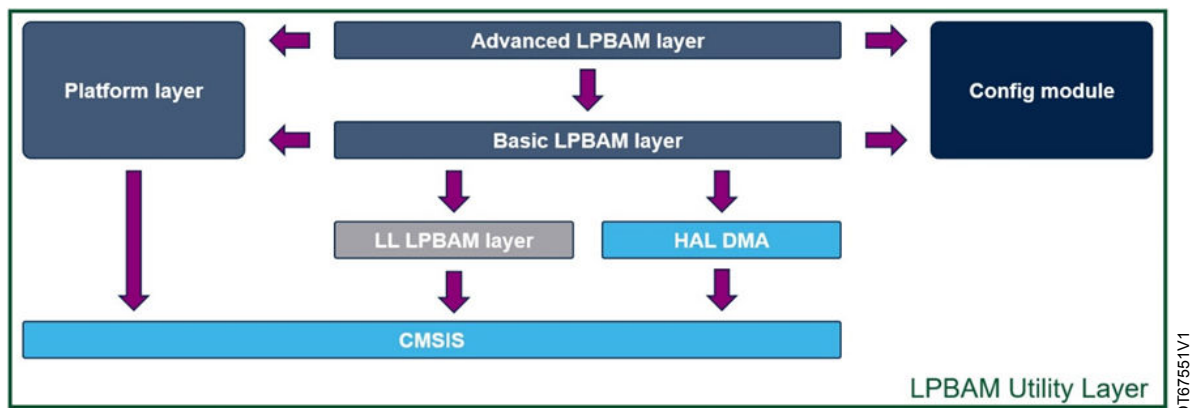 Advanced LPBAM layer
Platform layer
Config module
Basic LPBAM layer
LL LPBAM layer
HAL DMA
CMSIS
LPBAM Utility Layer
DT67551V1